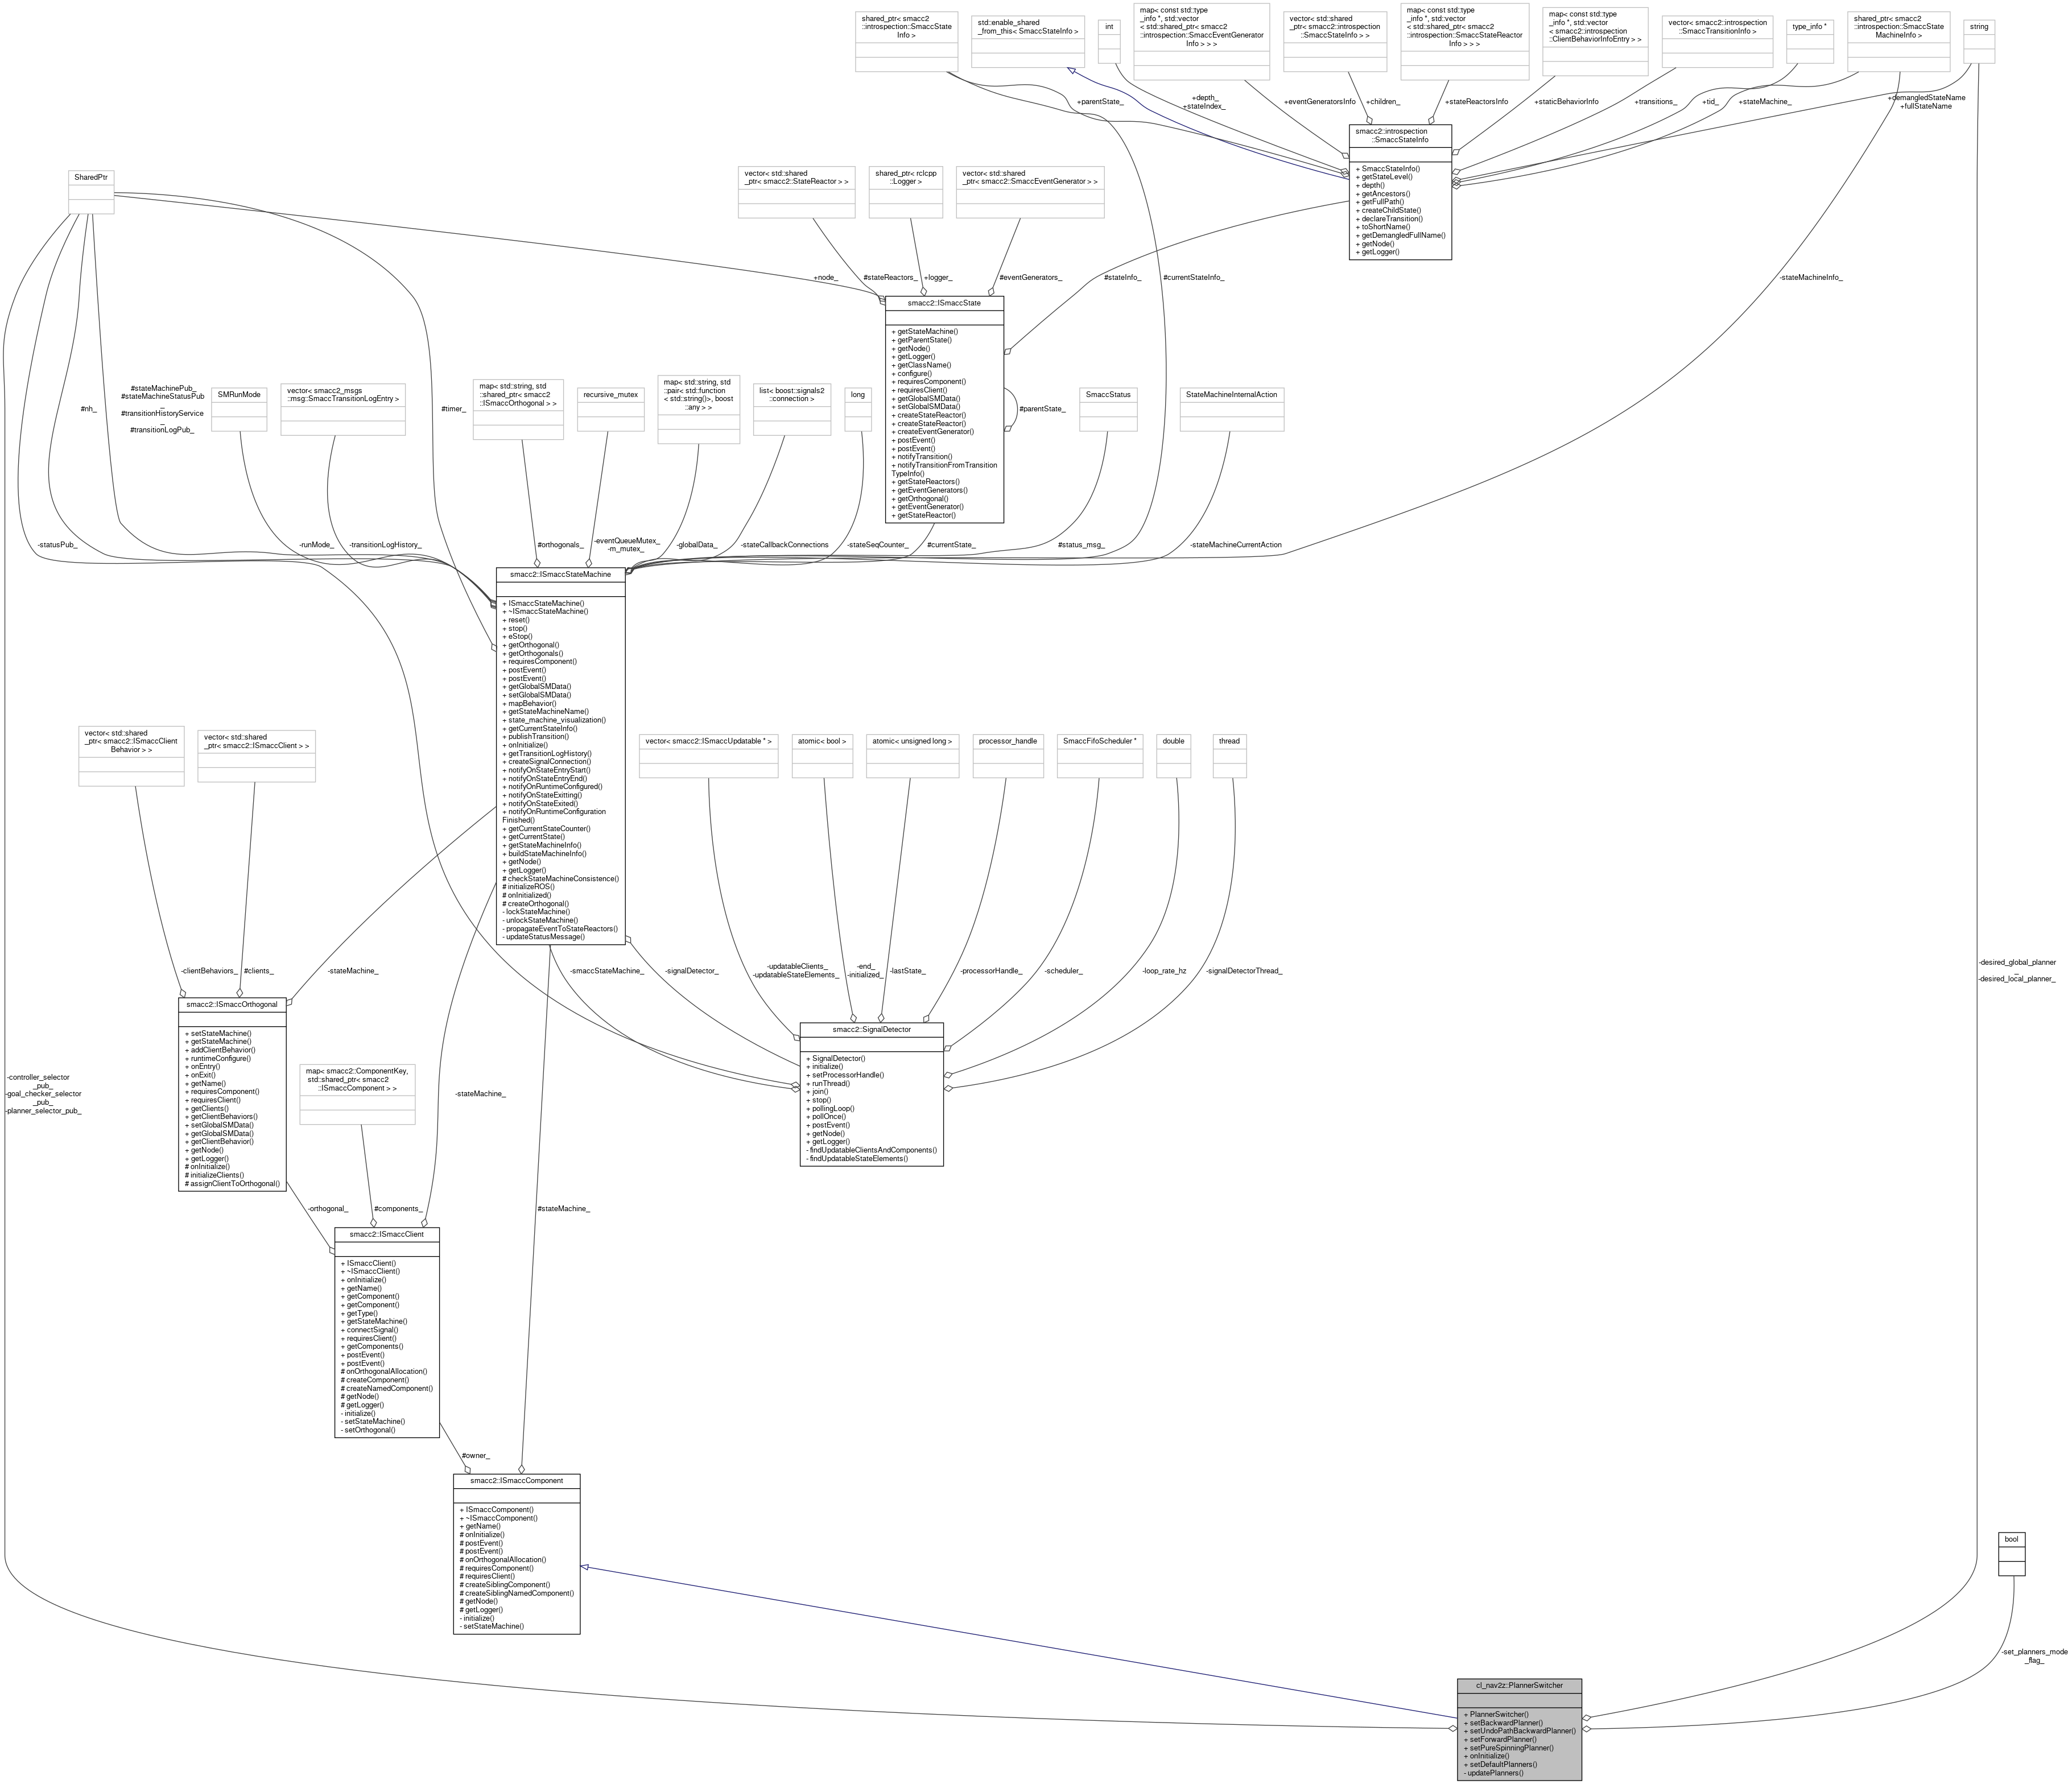 shared_ptr< smacc2
::introspection::SmaccState
Info >
std::enable_shared
_from_this< SmaccStateInfo >
int
map< const std::type
_info *, std::vector
< std::shared_ptr< smacc2
::introspection::SmaccEventGenerator
Info > > >
vector< std::shared
_ptr< smacc2::introspection
::SmaccStateInfo > >
map< const std::type
_info *, std::vector
< std::shared_ptr< smacc2
::introspection::SmaccStateReactor
Info > > >
map< const std::type
_info *, std::vector
< smacc2::introspection
::ClientBehaviorInfoEntry > >
vector< smacc2::introspection
::SmaccTransitionInfo >
type_info *
shared_ptr< smacc2
::introspection::SmaccState
MachineInfo >
string
+parentState_
+depth_
+stateIndex_
+eventGeneratorsInfo
+children_
+stateReactorsInfo
+staticBehaviorInfo
+transitions_
+tid_
+stateMachine_
+demangledStateName
+fullStateName
smacc2::introspection
::SmaccStateInfo
+ SmaccStateInfo()
+ getStateLevel()
+ depth()
+ getAncestors()
+ getFullPath()
+ createChildState()
+ declareTransition()
+ toShortName()
+ getDemangledFullName()
+ getNode()
+ getLogger()
SharedPtr
vector< std::shared
_ptr< smacc2::StateReactor > >
shared_ptr< rclcpp
::Logger >
vector< std::shared
_ptr< smacc2::SmaccEventGenerator > >
+node_
#stateReactors_
+logger_
#eventGenerators_
#stateInfo_
#currentStateInfo_
-stateMachineInfo_
smacc2::ISmaccState
+ getStateMachine()
+ getParentState()
+ getNode()
+ getLogger()
+ getClassName()
+ configure()
+ requiresComponent()
+ requiresClient()
+ getGlobalSMData()
+ setGlobalSMData()
+ createStateReactor()
+ createStateReactor()
+ createEventGenerator()
+ postEvent()
+ postEvent()
+ notifyTransition()
+ notifyTransitionFromTransition
TypeInfo()
+ getStateReactors()
+ getEventGenerators()
+ getOrthogonal()
+ getEventGenerator()
+ getStateReactor()
#parentState_
#nh_
#stateMachinePub_
#stateMachineStatusPub
_
#transitionHistoryService
_
#transitionLogPub_
SMRunMode
vector< smacc2_msgs
::msg::SmaccTransitionLogEntry >
#timer_
map< std::string, std
::shared_ptr< smacc2
::ISmaccOrthogonal > >
recursive_mutex
map< std::string, std
::pair< std::function
< std::string()>, boost
::any > >
list< boost::signals2
::connection >
long
SmaccStatus
StateMachineInternalAction
-statusPub_
-runMode_
-transitionLogHistory_
#orthogonals_
-eventQueueMutex_
-m_mutex_
-globalData_
-stateCallbackConnections
-stateSeqCounter_
#currentState_
#status_msg_
-stateMachineCurrentAction
smacc2::ISmaccStateMachine
+ ISmaccStateMachine()
+ ~ISmaccStateMachine()
+ reset()
+ stop()
+ eStop()
+ getOrthogonal()
+ getOrthogonals()
+ requiresComponent()
+ postEvent()
+ postEvent()
+ getGlobalSMData()
+ setGlobalSMData()
+ mapBehavior()
+ getStateMachineName()
+ state_machine_visualization()
+ getCurrentStateInfo()
+ publishTransition()
+ onInitialize()
+ getTransitionLogHistory()
+ createSignalConnection()
+ notifyOnStateEntryStart()
+ notifyOnStateEntryEnd()
+ notifyOnRuntimeConfigured()
+ notifyOnStateExitting()
+ notifyOnStateExited()
+ notifyOnRuntimeConfiguration
Finished()
+ getCurrentStateCounter()
+ getCurrentState()
+ getStateMachineInfo()
+ buildStateMachineInfo()
+ getNode()
+ getLogger()
# checkStateMachineConsistence()
# initializeROS()
# onInitialized()
# createOrthogonal()
- lockStateMachine()
- unlockStateMachine()
- propagateEventToStateReactors()
- updateStatusMessage()
vector< std::shared
_ptr< smacc2::ISmaccClient
Behavior > >
vector< std::shared
_ptr< smacc2::ISmaccClient > >
vector< smacc2::ISmaccUpdatable * >
atomic< bool >
atomic< unsigned long >
processor_handle
SmaccFifoScheduler *
double
thread
-clientBehaviors_
#clients_
-stateMachine_
-smaccStateMachine_
-signalDetector_
-updatableClients_
-updatableStateElements_
-end_
-initialized_
-lastState_
-processorHandle_
-scheduler_
-loop_rate_hz
-signalDetectorThread_
-desired_global_planner
_
-desired_local_planner_
smacc2::ISmaccOrthogonal
+ setStateMachine()
+ getStateMachine()
+ addClientBehavior()
+ runtimeConfigure()
+ onEntry()
+ onExit()
+ getName()
+ requiresComponent()
+ requiresClient()
+ getClients()
+ getClientBehaviors()
+ setGlobalSMData()
+ getGlobalSMData()
+ getClientBehavior()
+ getNode()
+ getLogger()
# onInitialize()
# initializeClients()
# assignClientToOrthogonal()
smacc2::SignalDetector
+ SignalDetector()
+ initialize()
+ setProcessorHandle()
+ runThread()
+ join()
+ stop()
+ pollingLoop()
+ pollOnce()
+ postEvent()
+ getNode()
+ getLogger()
- findUpdatableClientsAndComponents()
- findUpdatableStateElements()
-controller_selector
_pub_
-goal_checker_selector
_pub_
-planner_selector_pub_
map< smacc2::ComponentKey,
std::shared_ptr< smacc2
::ISmaccComponent > >
-stateMachine_
-orthogonal_
#components_
#stateMachine_
smacc2::ISmaccClient
+ ISmaccClient()
+ ~ISmaccClient()
+ onInitialize()
+ getName()
+ getComponent()
+ getComponent()
+ getType()
+ getStateMachine()
+ connectSignal()
+ requiresClient()
+ getComponents()
+ postEvent()
+ postEvent()
# onOrthogonalAllocation()
# createComponent()
# createNamedComponent()
# getNode()
# getLogger()
- initialize()
- setStateMachine()
- setOrthogonal()
#owner_
smacc2::ISmaccComponent
+ ISmaccComponent()
+ ~ISmaccComponent()
+ getName()
# onInitialize()
# postEvent()
# postEvent()
# onOrthogonalAllocation()
# requiresComponent()
# requiresClient()
# createSiblingComponent()
# createSiblingNamedComponent()
# getNode()
# getLogger()
- initialize()
- setStateMachine()
bool
-set_planners_mode
_flag_
cl_nav2z::PlannerSwitcher
+ PlannerSwitcher()
+ setBackwardPlanner()
+ setUndoPathBackwardPlanner()
+ setForwardPlanner()
+ setPureSpinningPlanner()
+ onInitialize()
+ setDefaultPlanners()
- updatePlanners()